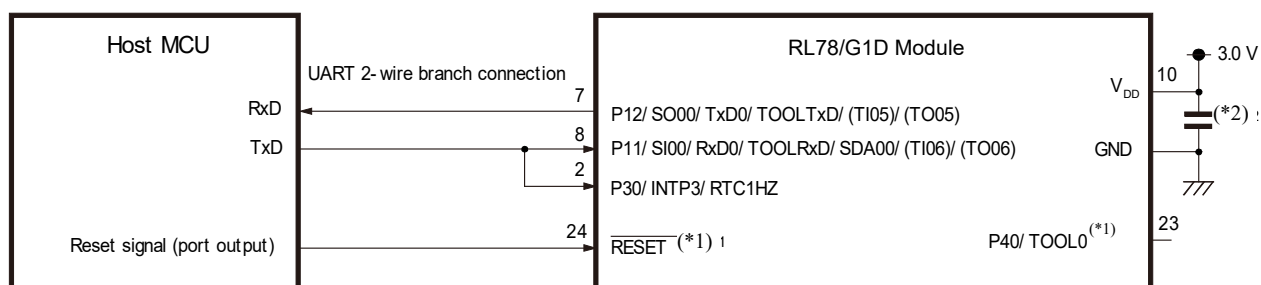 Host MCU
RL78/G1D Module
3.0 V
UART 2-wire branch connection
10
VDD
RxD
7
P12/ SO00/ TxD0/ TOOLTxD/ (TI05)/ (TO05)
(*2)
TxD
8
P11/ SI00/ RxD0/ TOOLRxD/ SDA00/ (TI06)/ (TO06)
GND
2
P30/ INTP3/ RTC1HZ
Reset signal (port output)
24
RESET (*1) 1
P40/ TOOL0(*1)
23